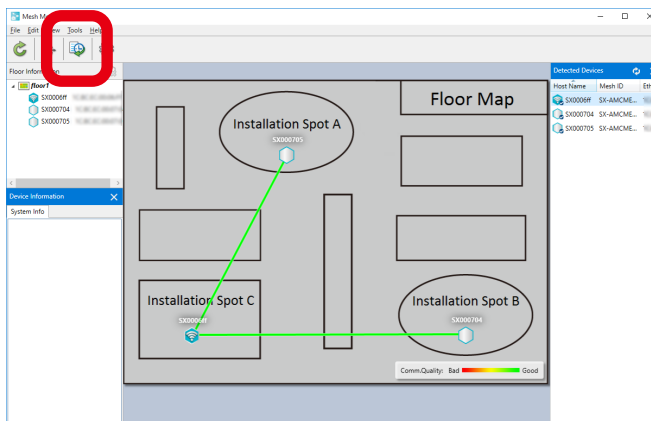 Mesh M
File Edit View Tools Help
Floor Information
floor1
SX0006ff
SX000704
SX000705
Device Information
System Info
Floor Map
Installation Spot A
SX000705
Installation Spot C
SX0006ff
Installation Spot B
SX000704
Comm.Quality: Bad Good
Detected Devices
Host Name Mesh ID Eth
SX0006ff SX-AMCME...
SX000704 SX-AMCME...
SX000705 SX-AMCME...